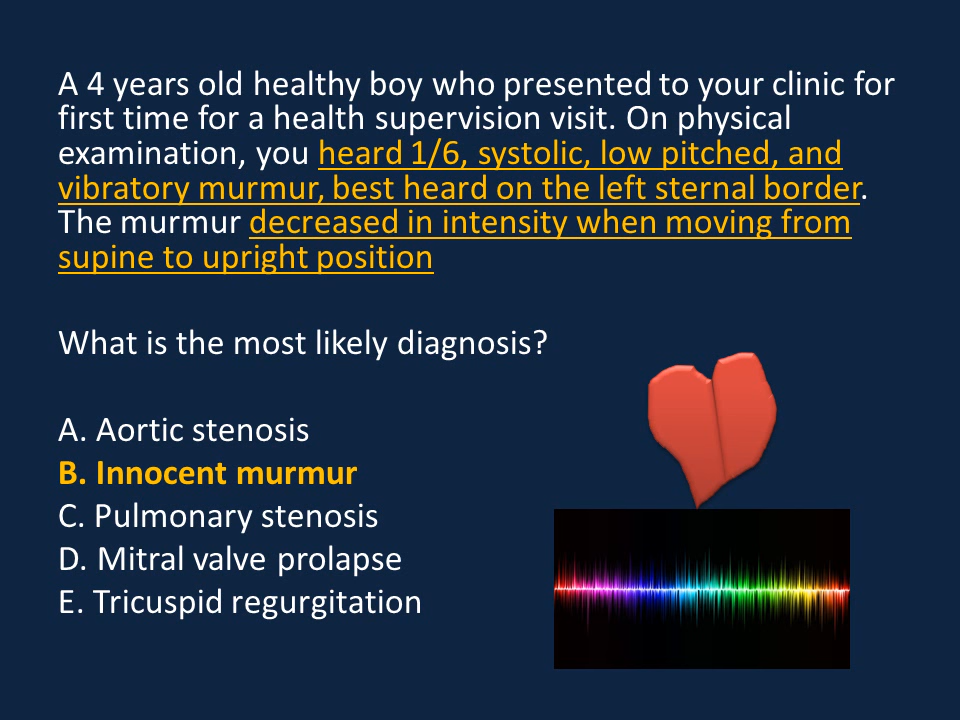 A 4 years old healthy boy who presented to your clinic for
first time for a health supervision visit. On physical
examination, you heard 1/6, systolic, low pitched, and
vibratory murmur, best heard on the left sternal border.
The murmur decreased in intensity when moving from
supine to upright position
What is the most likely diagnosis?
A. Aortic stenosis
B. Innocent murmur
C. Pulmonary stenosis
D. Mitral valve prolapse
E. Tricuspid regurgitation